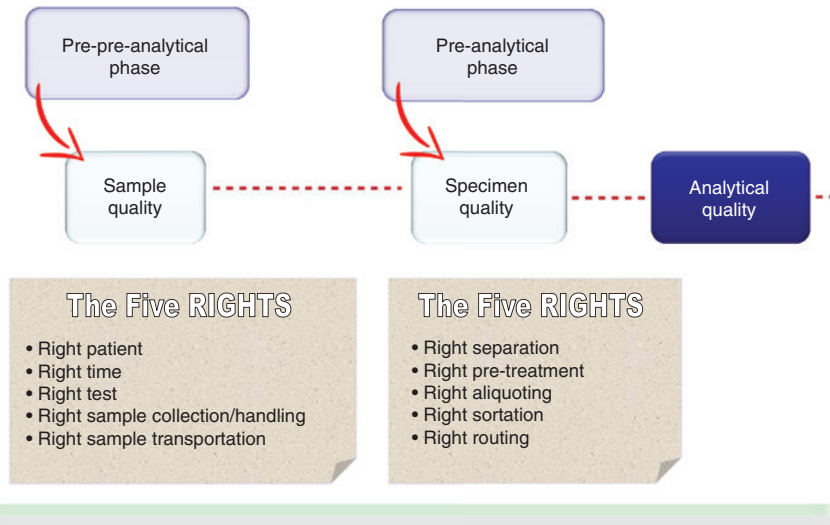 Pre-pre-analytical
phase
Pre-analytical
phase
Sample
quality
Specimen
quality
Analytical
quality
The Five RIGHTS
• Right patient
• Right time
• Right test
• Right sample collection/handling
• Right sample transportation
The Five RIGHTS
• Right separation
• Right pre-treatment
• Right aliquoting
• Right sortation
• Right routing